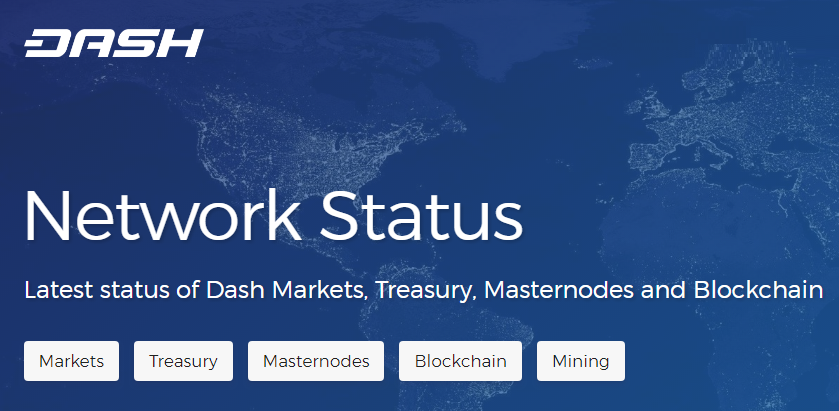 DASH
Network Status
Latest status of Dash Markets, Treasury, Masternodes and Blockchain
Markets Treasury Masternodes Blockchain Mining